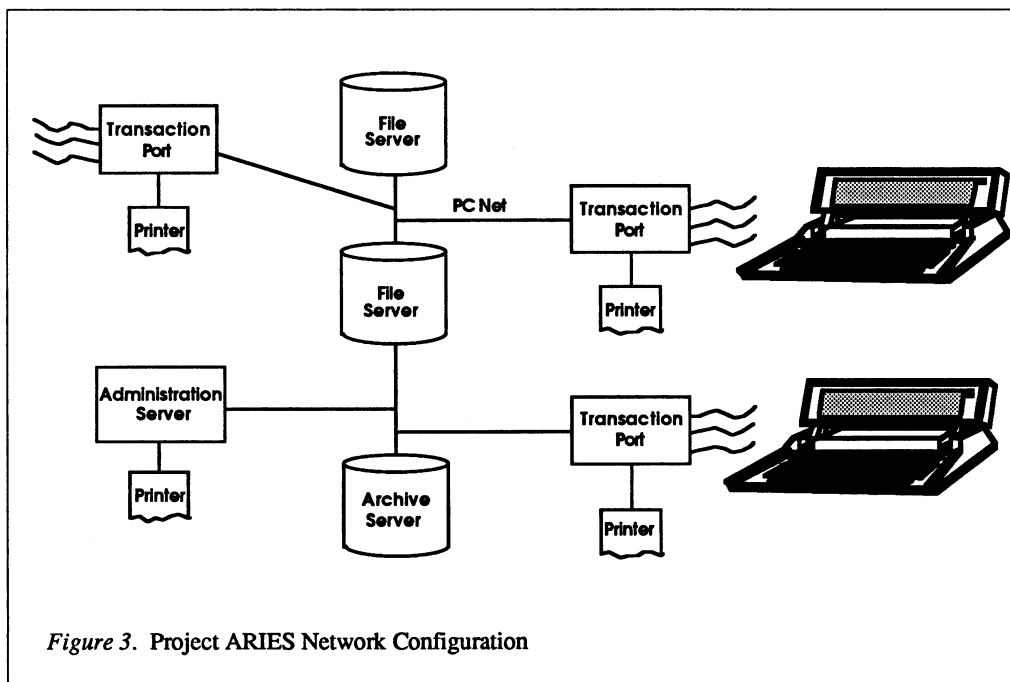 File
Server
Transaction
Port
Printer
PC Net
Transaction
Port
Printer
File
Server
Administration
Server
Printer
Transaction
Port
Printer
Archive
Server
Figure 3. Project ARIES Network Configuration